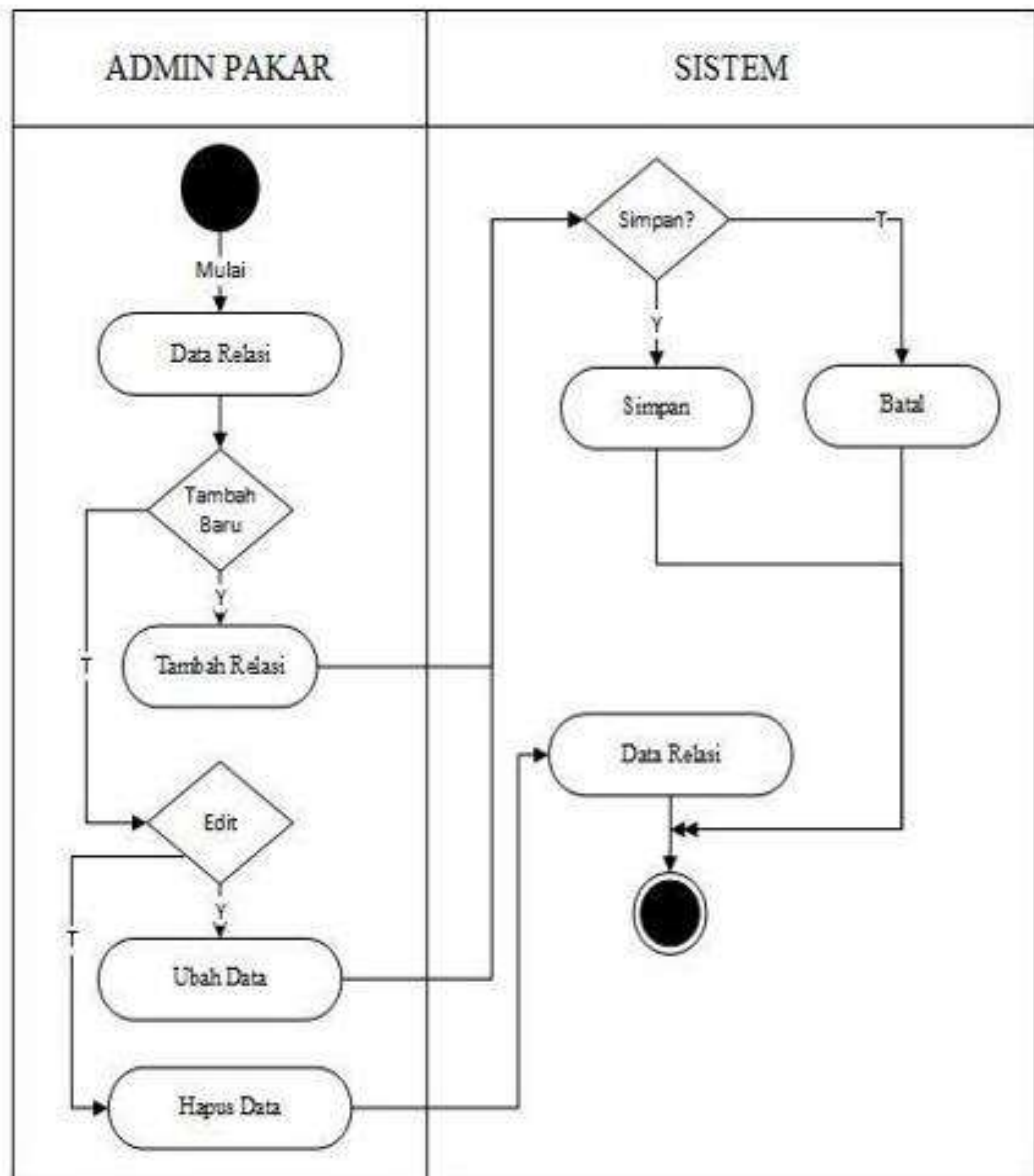 ADMIN PAKAR
SISTEM
Mulai
Data Relasi
Tambah
Baru
Y
T
Tambah Relasi
Edit
Y
T
Ubah Data
Hapus Data
Simpan?
T
Y
Simpan
Batal
Data Relasi